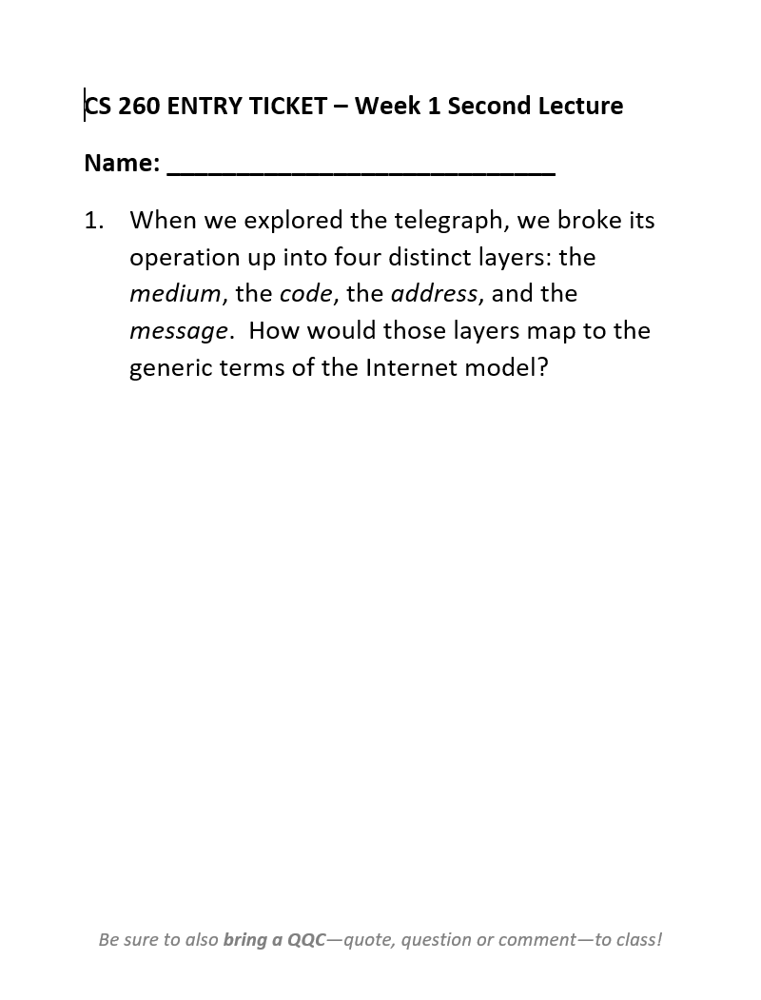 CS 260 ENTRY TICKET – Week 1 Second Lecture
Name: ____________________________
1. When we explored the telegraph, we broke its
operation up into four distinct layers: the
medium, the code, the address, and the
message.  How would those layers map to the
generic terms of the Internet model?
Be sure to also bring a QQC—quote, question or comment—to class!